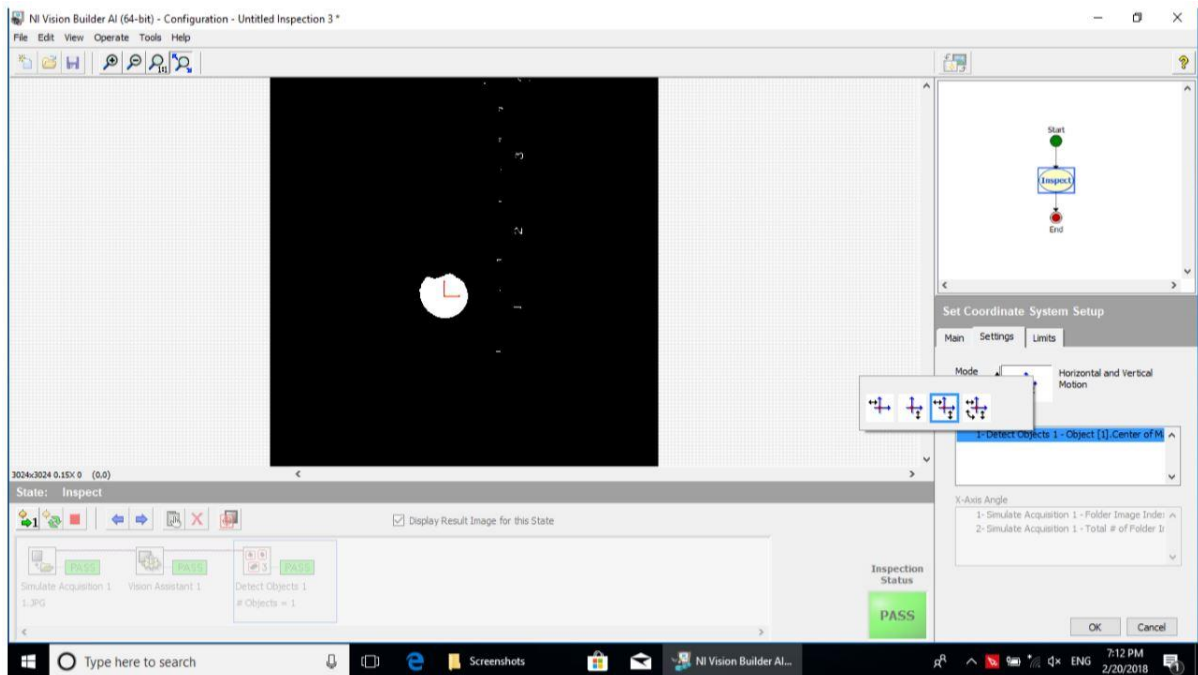 NI Vision Builder AI (64-bit) - Configuration - Untitled Inspection 3 *
File Edit View Operate Tools Help
Start
Inspect
End
3
2
1
Set Coordinate System Setup
Main Settings Limits
Mode
Horizontal and Vertical
Motion
1- Detect Objects 1 - Object [1].Center of M
X-Axis Angle
1- Simulate Acquisition 1 - Folder Image Inde
2- Simulate Acquisition 1 - Total # of Folder I
3024x3024 0.15X 0 (0,0)
State: Inspect
1
Display Result Image for this State
PASS
Simulate Acquisition 1
1.JPG
PASS
Vision Assistant 1
3
PASS
Detect Objects 1
# Objects = 1
Inspection
Status
PASS
OK Cancel
Type here to search
Screenshots
NI Vision Builder AI...
ENG
7:12 PM
2/20/2018